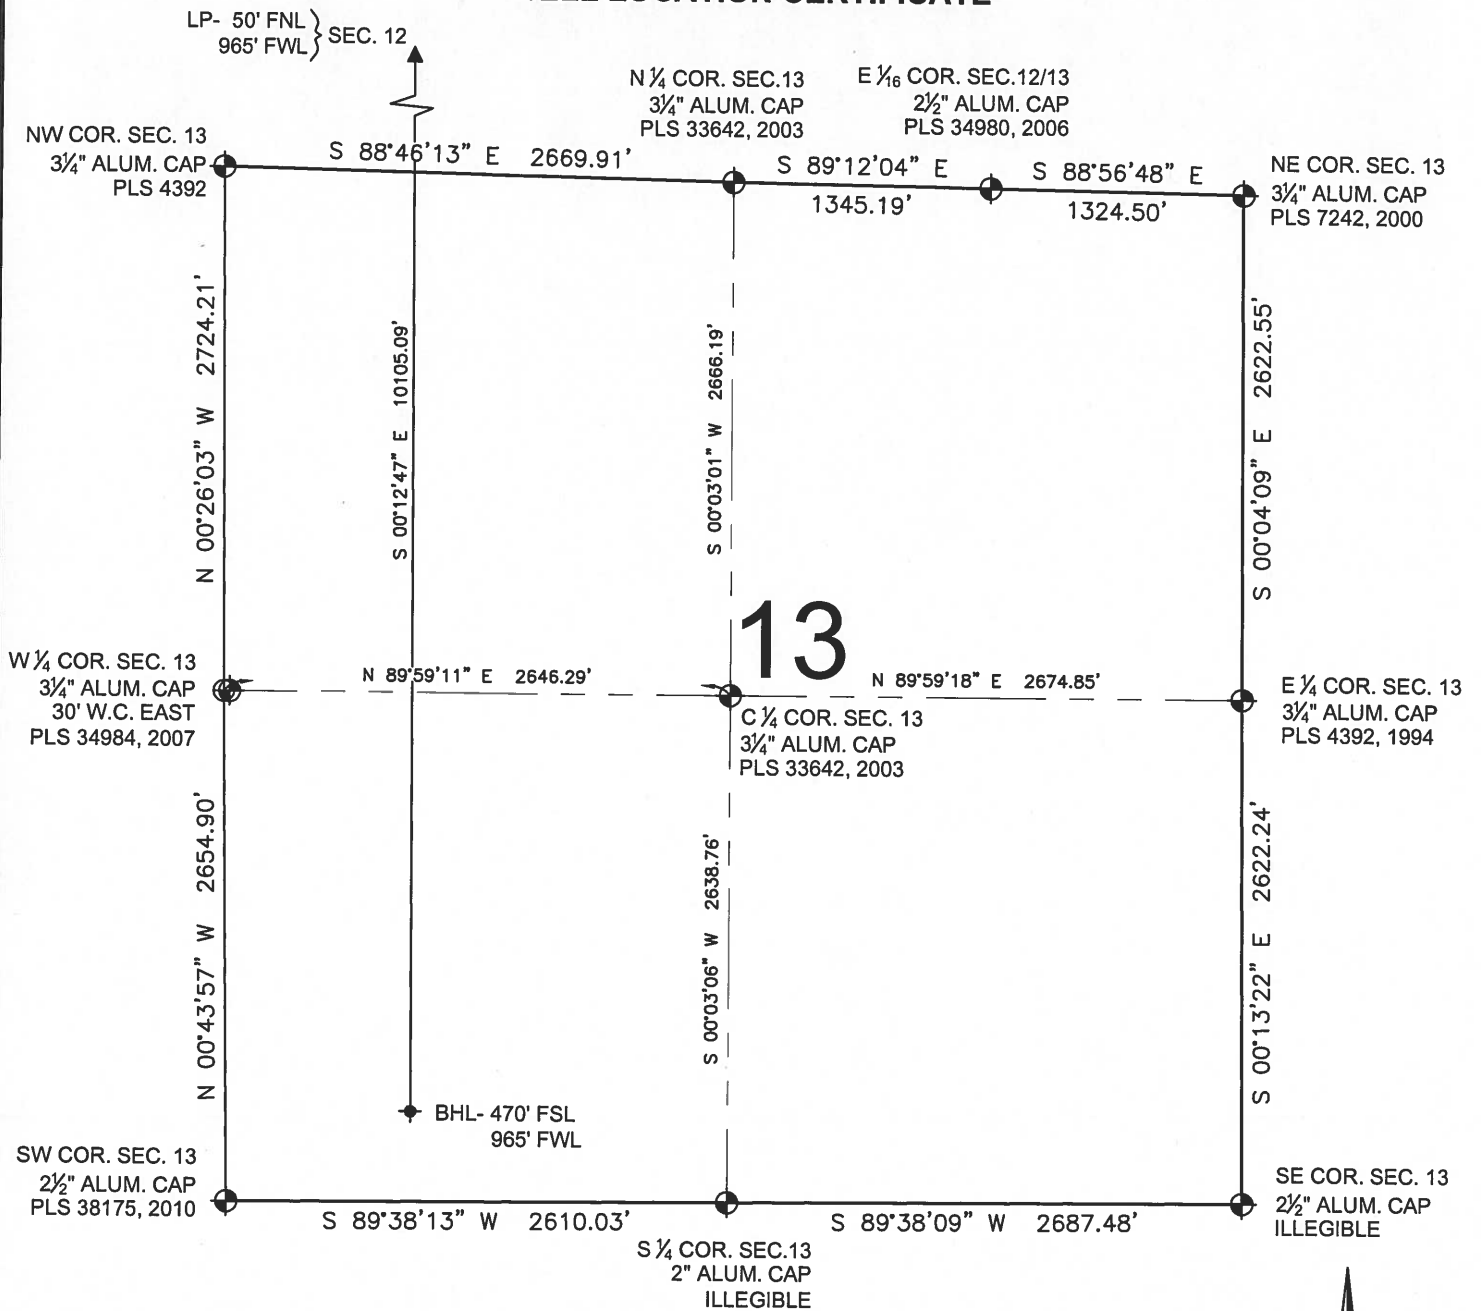 WELL LOCATION CERTIFICATE
LP- 50' FNL
965' FWL
SEC. 12
N ¼ COR. SEC.13
3¼" ALUM. CAP
PLS 33642, 2003
E 1⁄16 COR. SEC.12/13
2½" ALUM. CAP
PLS 34980, 2006
NW COR. SEC. 13
3¼" ALUM. CAP
PLS 4392
S 88°46'13" E 2669.91'
S 89°12'04" E
1345.19'
S 88°56'48" E
1324.50'
NE COR. SEC. 13
3¼" ALUM. CAP
PLS 7242, 2000
N 00°26'03" W 2724.21'
S 00°12'47" E 10105.09'
S 00°03'01" W 2666.19'
S 00°04'09" E 2622.55'
13
W ¼ COR. SEC. 13
3¼" ALUM. CAP
30' W.C. EAST
PLS 34984, 2007
N 89°59'11" E 2646.29'
N 89°59'18" E 2674.85'
C ¼ COR. SEC. 13
3¼" ALUM. CAP
PLS 33642, 2003
E ¼ COR. SEC. 13
3¼" ALUM. CAP
PLS 4392, 1994
N 00°43'57" W 2654.90'
S 00°03'06" W 2638.76'
S 00°13'22" E 2622.24'
BHL- 470' FSL
965' FWL
SW COR. SEC. 13
2½" ALUM. CAP
PLS 38175, 2010
S 89°38'13" W 2610.03'
S 89°38'09" W 2687.48'
SE COR. SEC. 13
2½" ALUM. CAP
ILLEGIBLE
S ¼ COR. SEC.13
2" ALUM. CAP
ILLEGIBLE